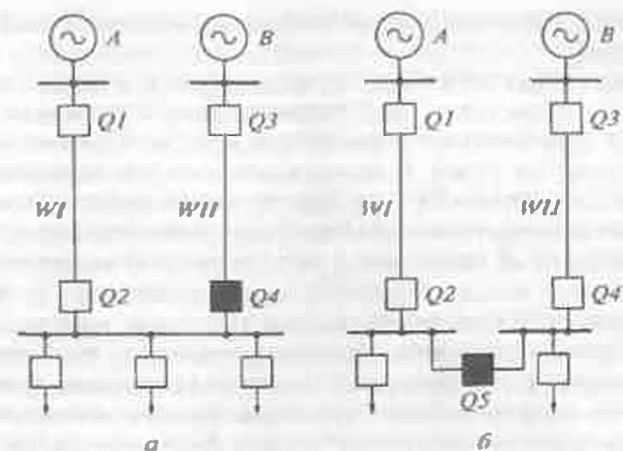 A B A B
Q1 Q3 Q1 Q3
WI WII WI WII
Q2 Q4 Q2 Q4
Q5
а б